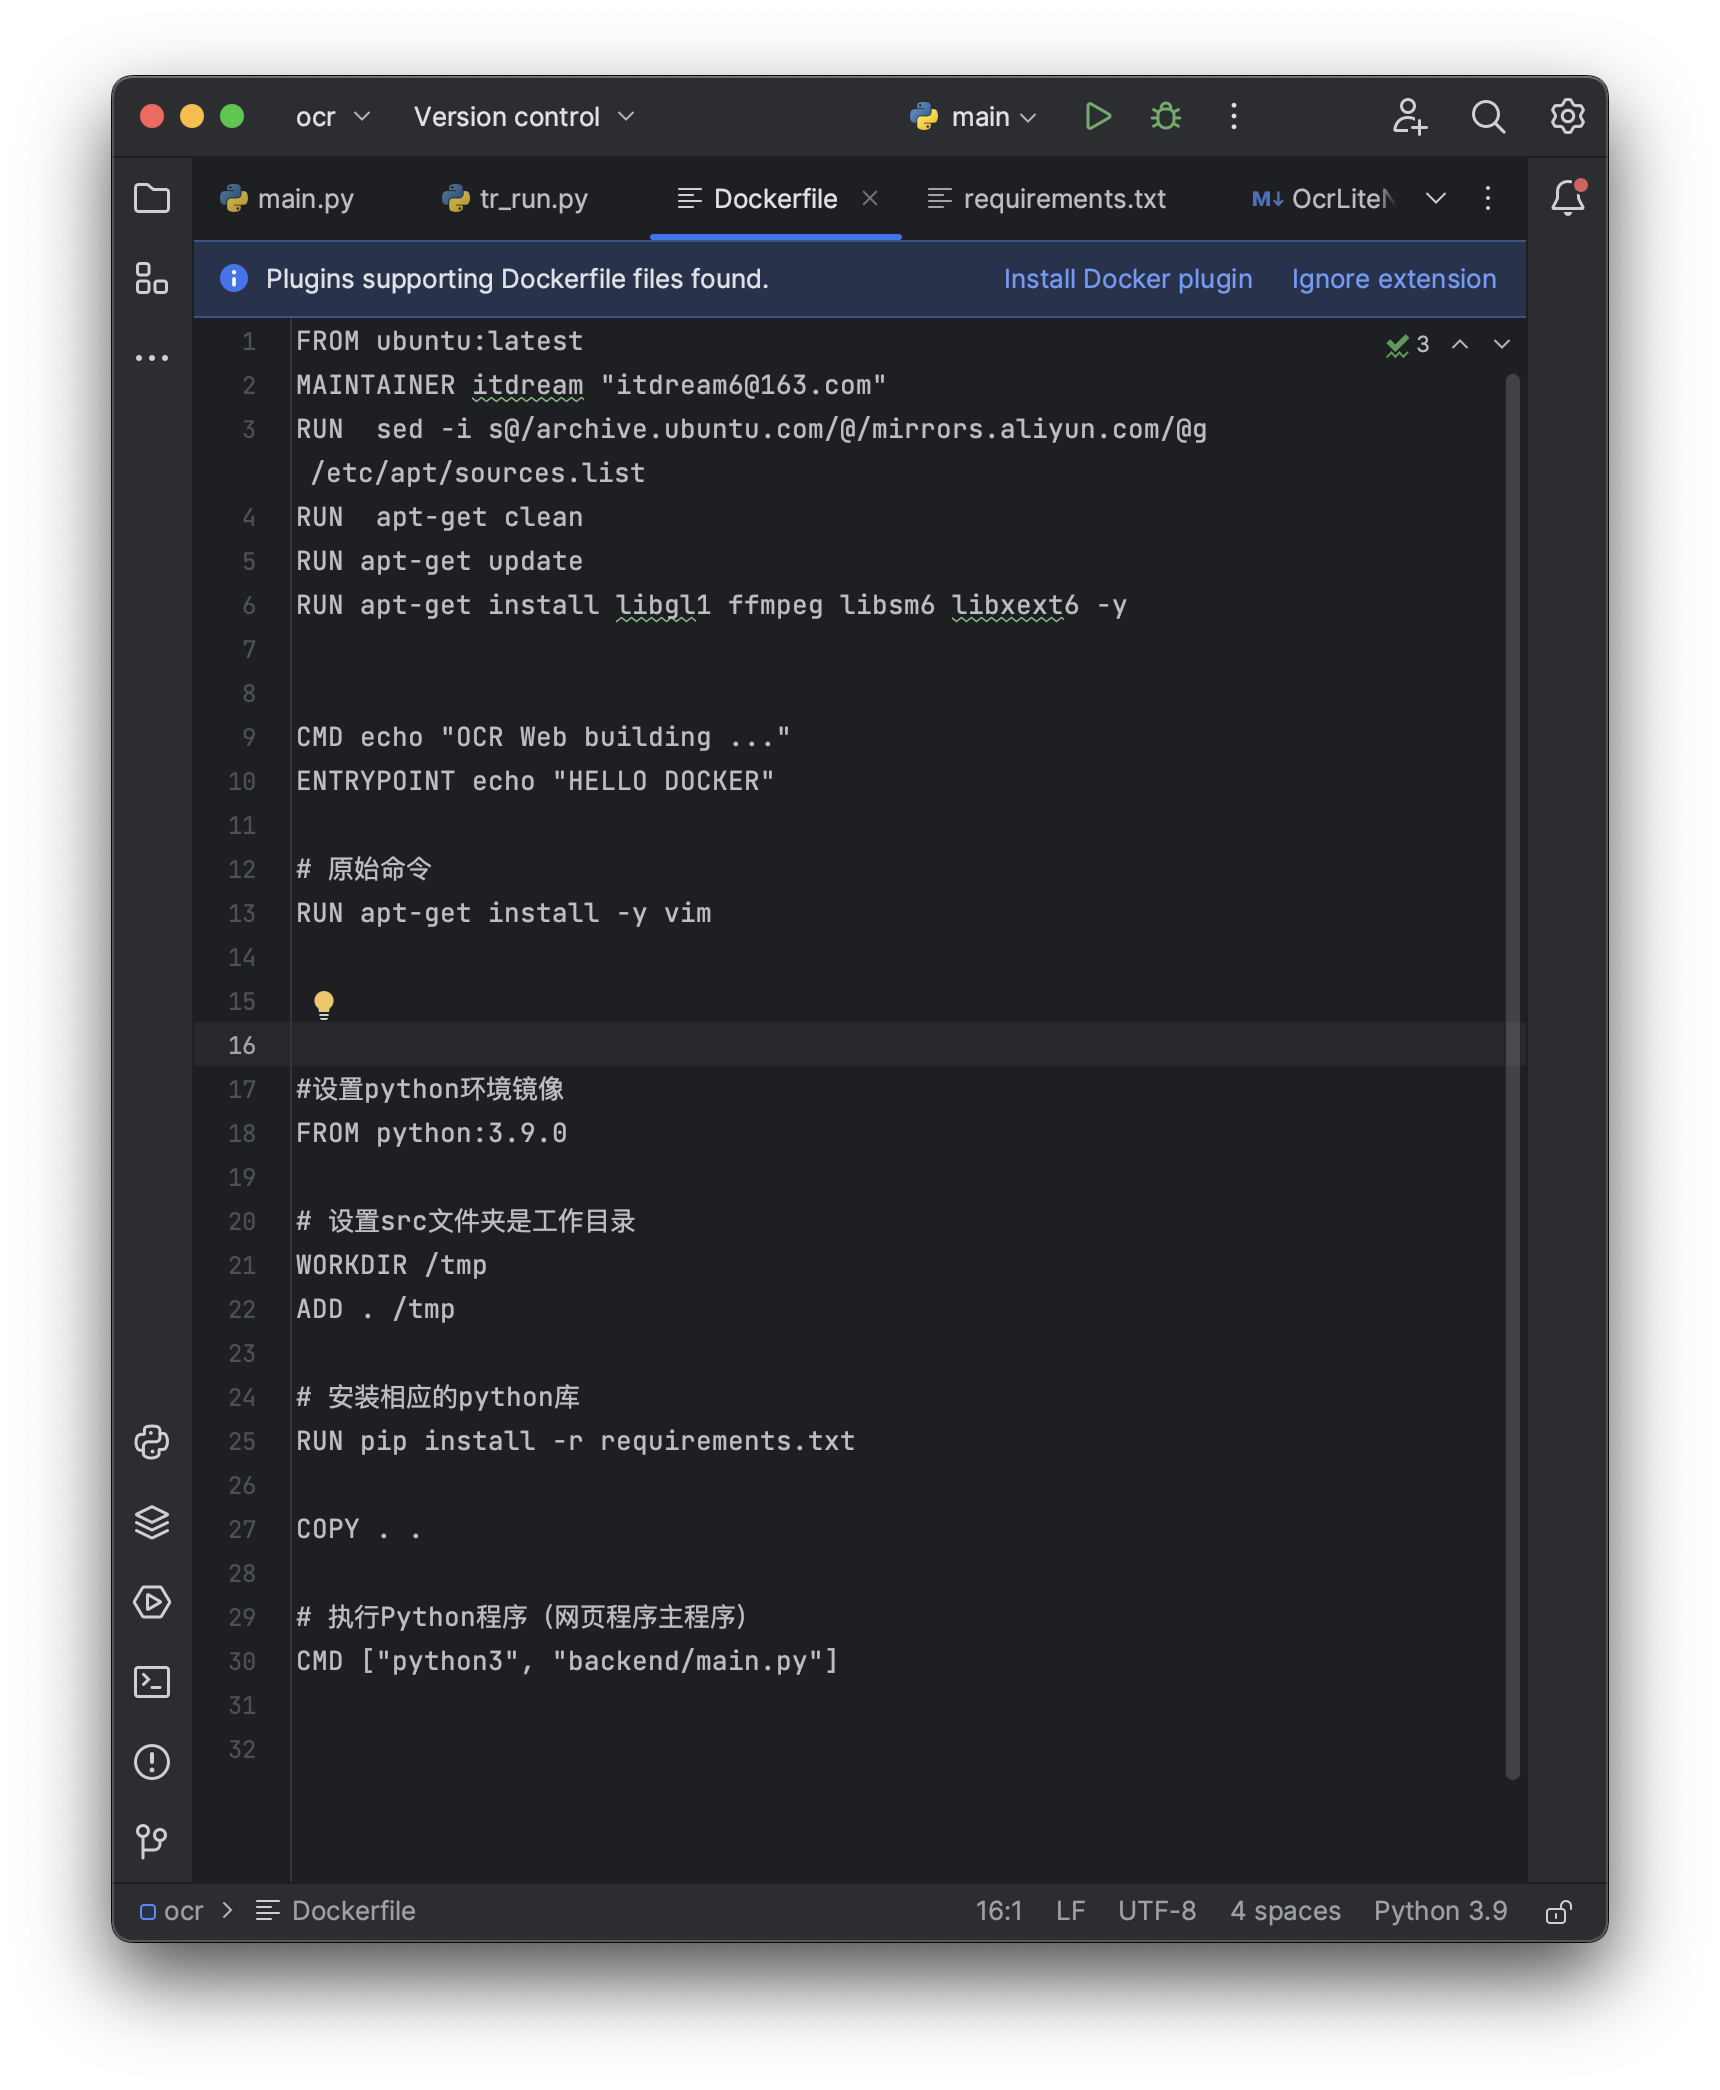 ocr
Version control
main
main.py
tr_run.py
Dockerfile
requirements.txt
M↓ OcrLite
Plugins supporting Dockerfile files found.
Install Docker plugin
Ignore extension
3
1 FROM ubuntu:latest
2 MAINTAINER itdream "itdream6@163.com"
3 RUN  sed -i s@/archive.ubuntu.com/@/mirrors.aliyun.com/@g
/etc/apt/sources.list
4 RUN  apt-get clean
5 RUN apt-get update
6 RUN apt-get install libgl1 ffmpeg libsm6 libxext6 -y
7
8
9 CMD echo "OCR Web building ..."
10 ENTRYPOINT echo "HELLO DOCKER"
11
12 # 原始命令
13 RUN apt-get install -y vim
14
15
16
17 #设置python环境镜像
18 FROM python:3.9.0
19
20 # 设置src文件夹是工作目录
21 WORKDIR /tmp
22 ADD . /tmp
23
24 # 安装相应的python库
25 RUN pip install -r requirements.txt
26
27 COPY . .
28
29 # 执行Python程序（网页程序主程序）
30 CMD ["python3", "backend/main.py"]
31
32
ocr > Dockerfile
16:1
LF
UTF-8
4 spaces
Python 3.9